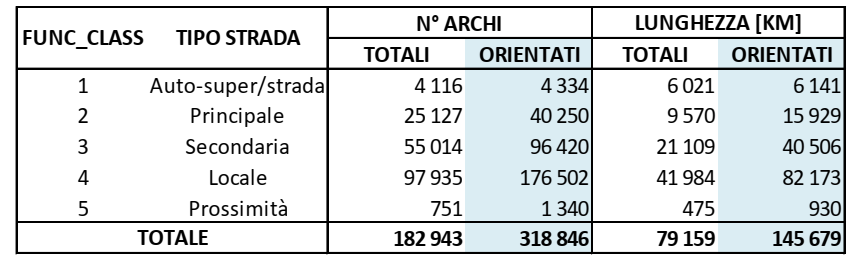 FUNC_CLASS TIPO STRADA N° ARCHI LUNGHEZZA [KM]
TOTALI ORIENTATI TOTALI ORIENTATI
1 Auto-super/strada 4 116 4 334 6 021 6 141
2 Principale 25 127 40 250 9 570 15 929
3 Secondaria 55 014 96 420 21 109 40 506
4 Locale 97 935 176 502 41 984 82 173
5 Prossimità 751 1 340 475 930
TOTALE 182 943 318 846 79 159 145 679